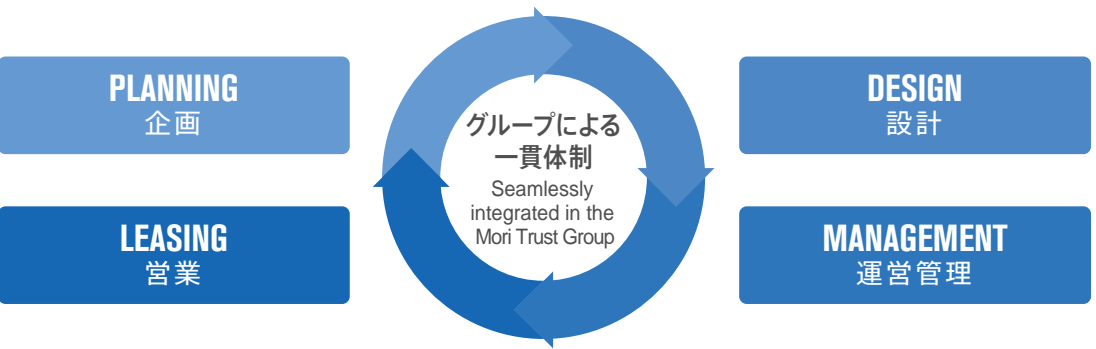 PLANNING
企画
DESIGN
設計
グループによる
一貫体制
Seamlessly
integrated in the
Mori Trust Group
LEASING
営業
MANAGEMENT
運営管理